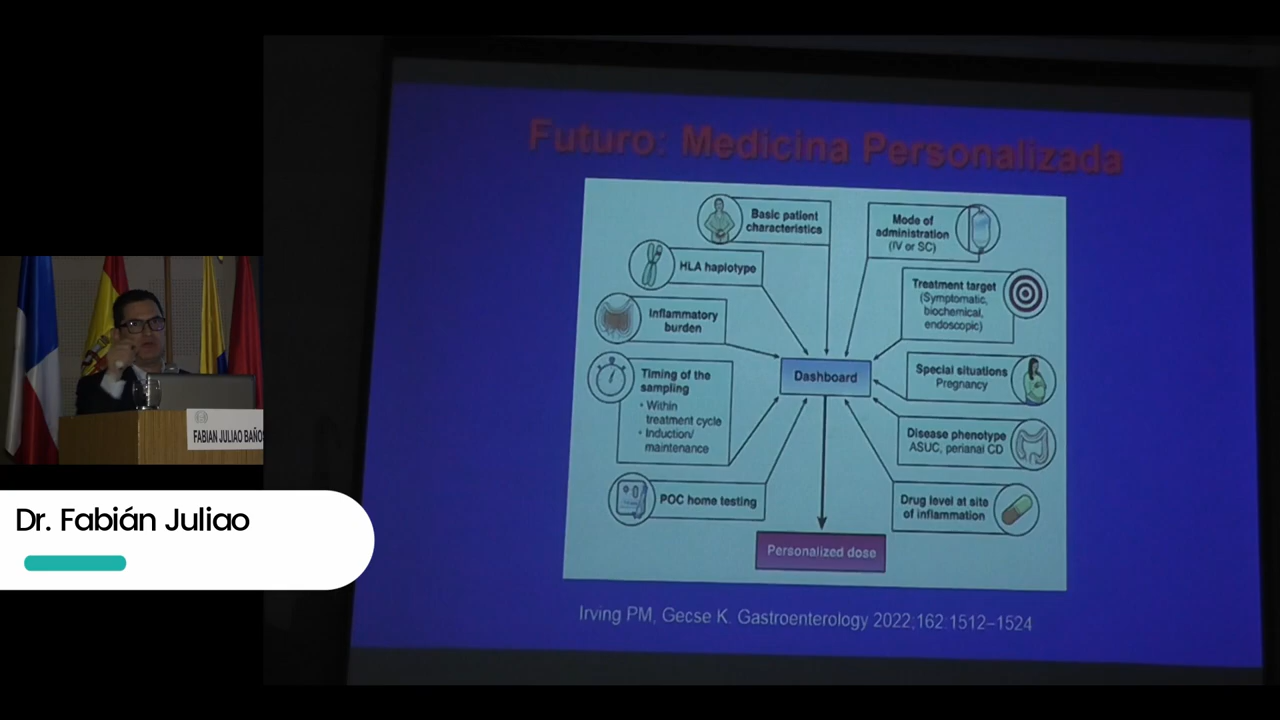 Futuro: Medicina Personalizada
Basic patient
characteristics
HLA haplotype
Inflammatory
burden
Timing of the
sampling
• Within
treatment cycle
• Induction/
maintenance
POC home testing
Mode of
administration
(IV or SC)
Treatment target
(Symptomatic,
biochemical,
endoscopic)
Special situations
Pregnancy
Disease phenotype
ASUC, perianal CD
Drug level at site
of inflammation
Dashboard
Personalized dose
Irving PM, Gecse K. Gastroenterology 2022;162:1512–1524
FABIAN JULIAO BAÑO
Dr. Fabián Juliao